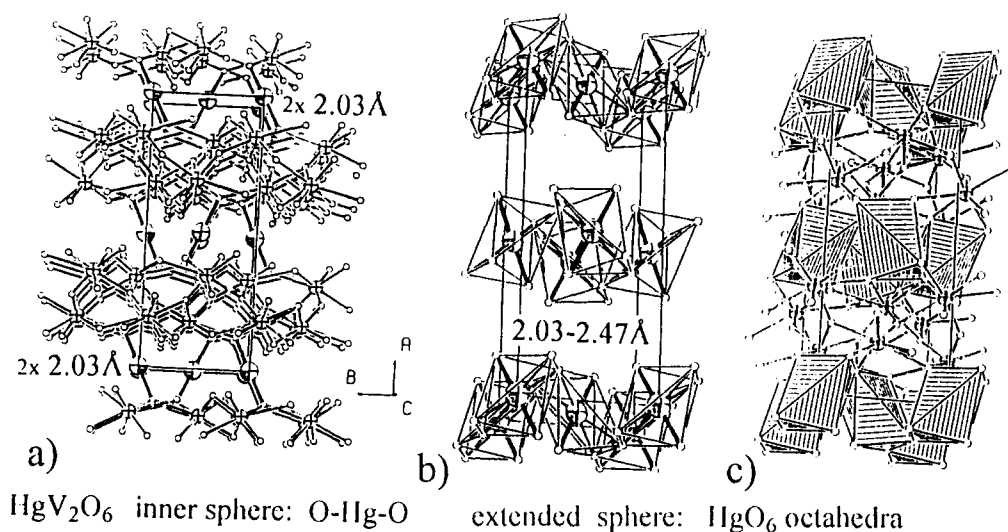 2x 2.03Å
2x 2.03Å
A
B
C
2.03-2.47Å
a)
b)
c)
HgV₂O₆ inner sphere: O-Hg-O
extended sphere: HgO₆ octahedra